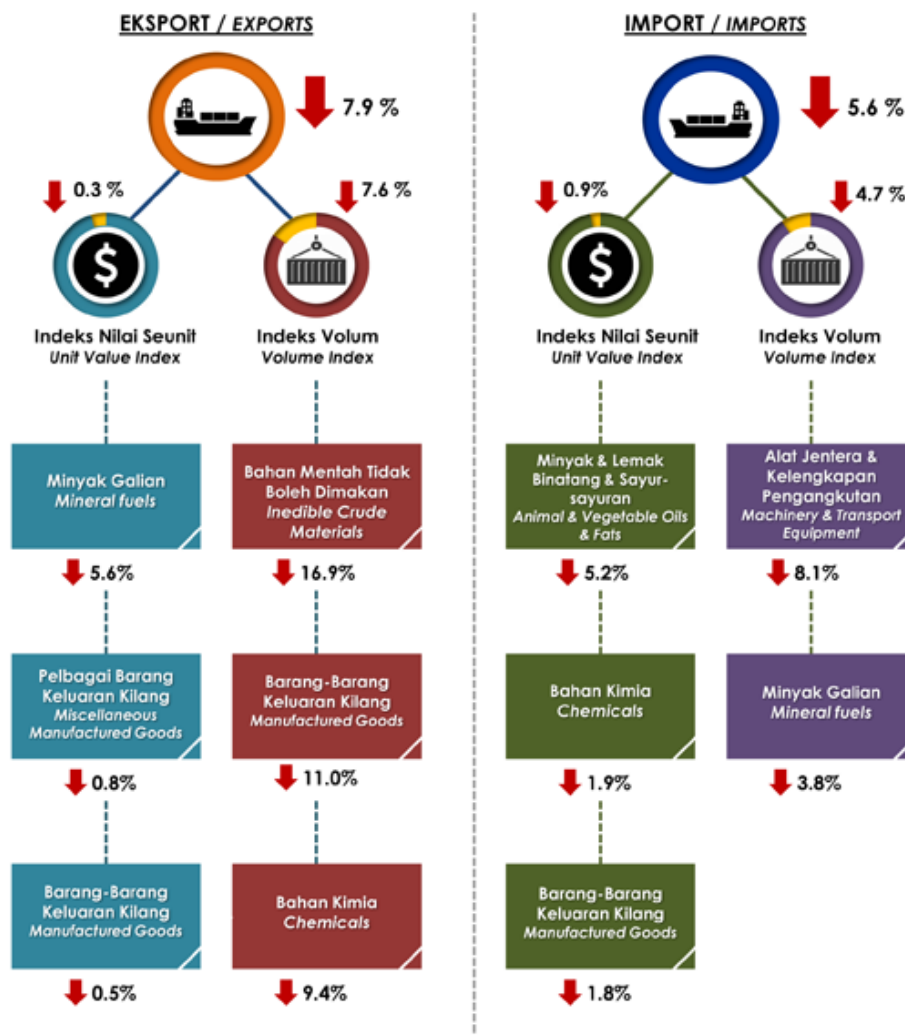 EKSPORT / EXPORTS
7.9 %
0.3 %
7.6 %
$
Indeks Nilai Seunit
Unit Value Index
Indeks Volum
Volume Index
Minyak Galian
Mineral fuels
5.6%
Bahan Mentah Tidak
Boleh Dimakan
Inedible Crude
Materials
16.9%
Pelbagai Barang
Keluaran Kilang
Miscellaneous
Manufactured Goods
0.8%
Barang-Barang
Keluaran Kilang
Manufactured Goods
11.0%
Barang-Barang
Keluaran Kilang
Manufactured Goods
0.5%
Bahan Kimia
Chemicals
9.4%
IMPORT / IMPORTS
5.6 %
0.9%
4.7 %
$
Indeks Nilai Seunit
Unit Value Index
Indeks Volum
Volume Index
Minyak & Lemak
Binatang & Sayur-
sayuran
Animal & Vegetable Oils
& Fats
5.2%
Alat Jentera &
Kelengkapan
Pengangkutan
Machinery & Transport
Equipment
8.1%
Bahan Kimia
Chemicals
1.9%
Minyak Galian
Mineral fuels
3.8%
Barang-Barang
Keluaran Kilang
Manufactured Goods
1.8%